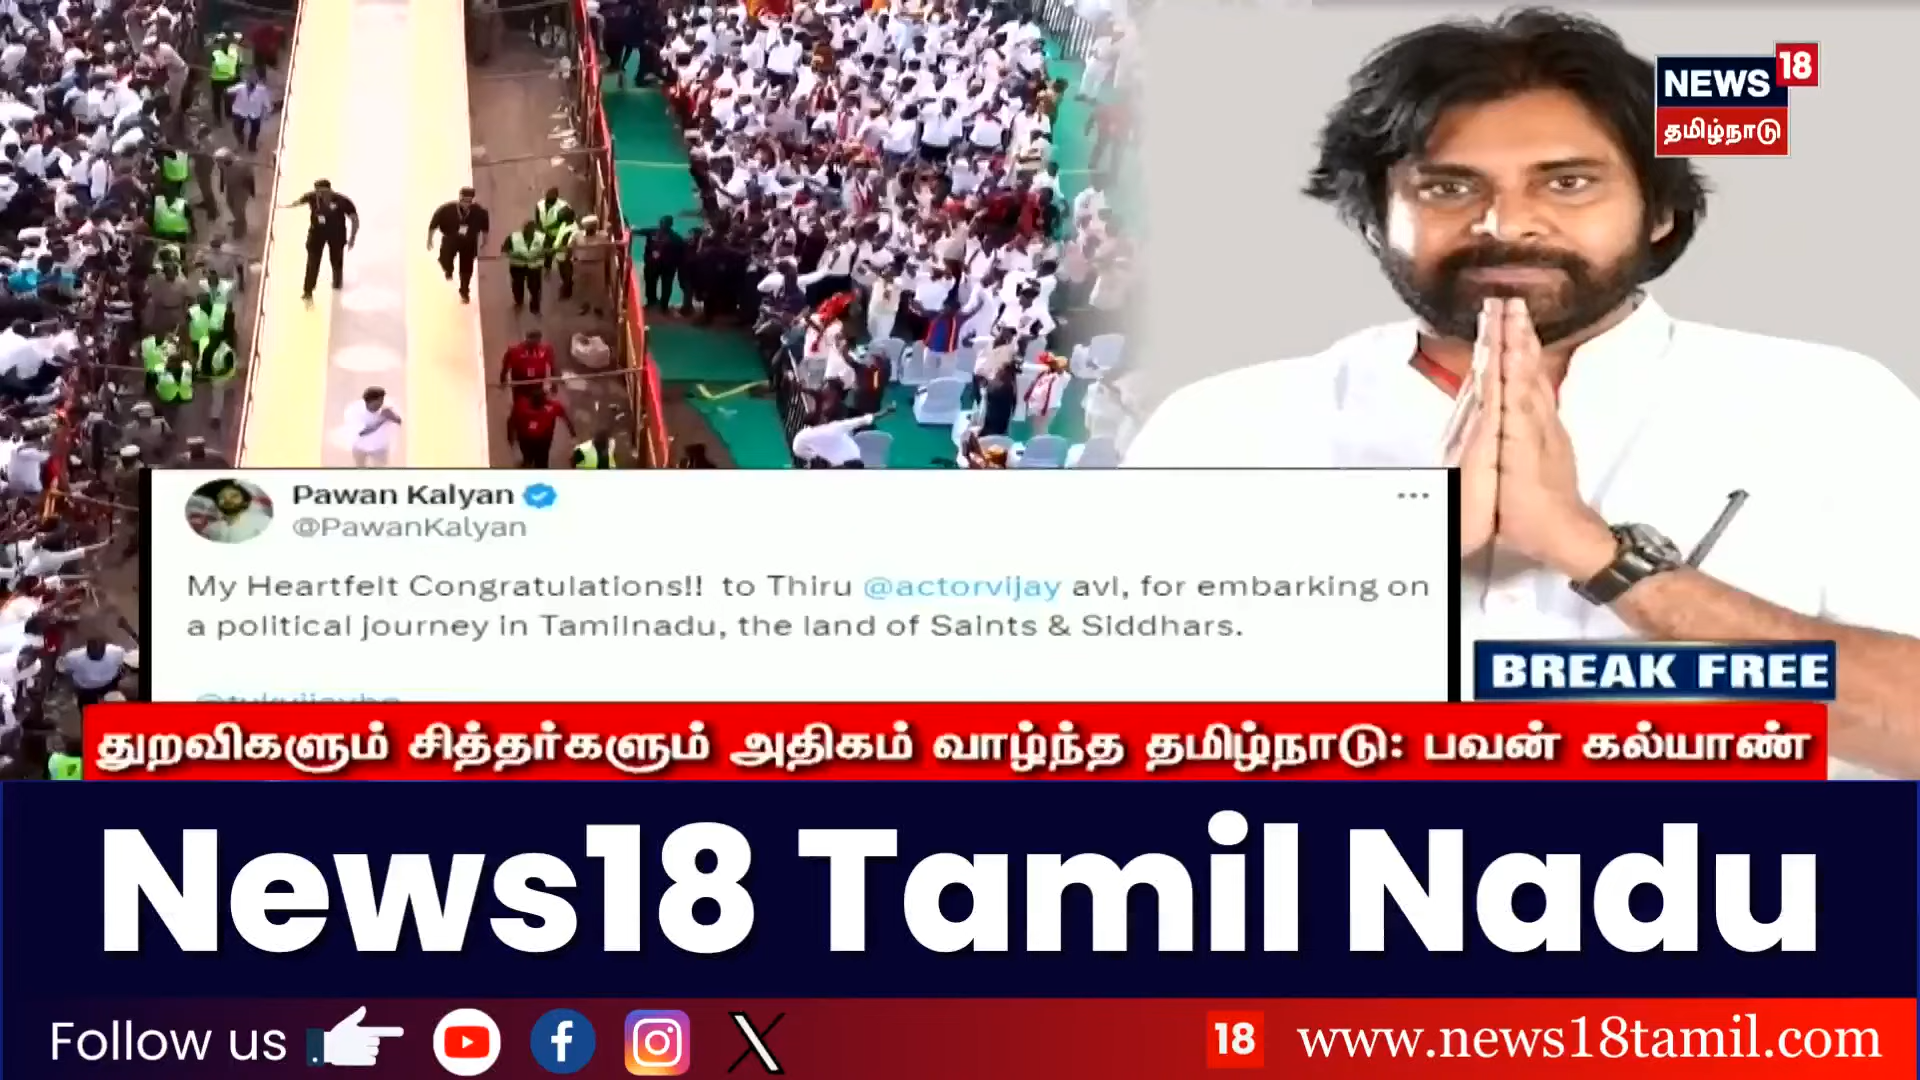 NEWS 18
தமிழ்நாடு
Pawan Kalyan
@PawanKalyan
My Heartfelt Congratulations!! to Thiru @actorvijay avl, for embarking on
a political journey in Tamilnadu, the land of Saints & Siddhars.
BREAK FREE
துறவிகளும் சித்தர்களும் அதிகம் வாழ்ந்த தமிழ்நாடு: பவன் கல்யாண்
News18 Tamil Nadu
Follow us
18 www.news18tamil.com